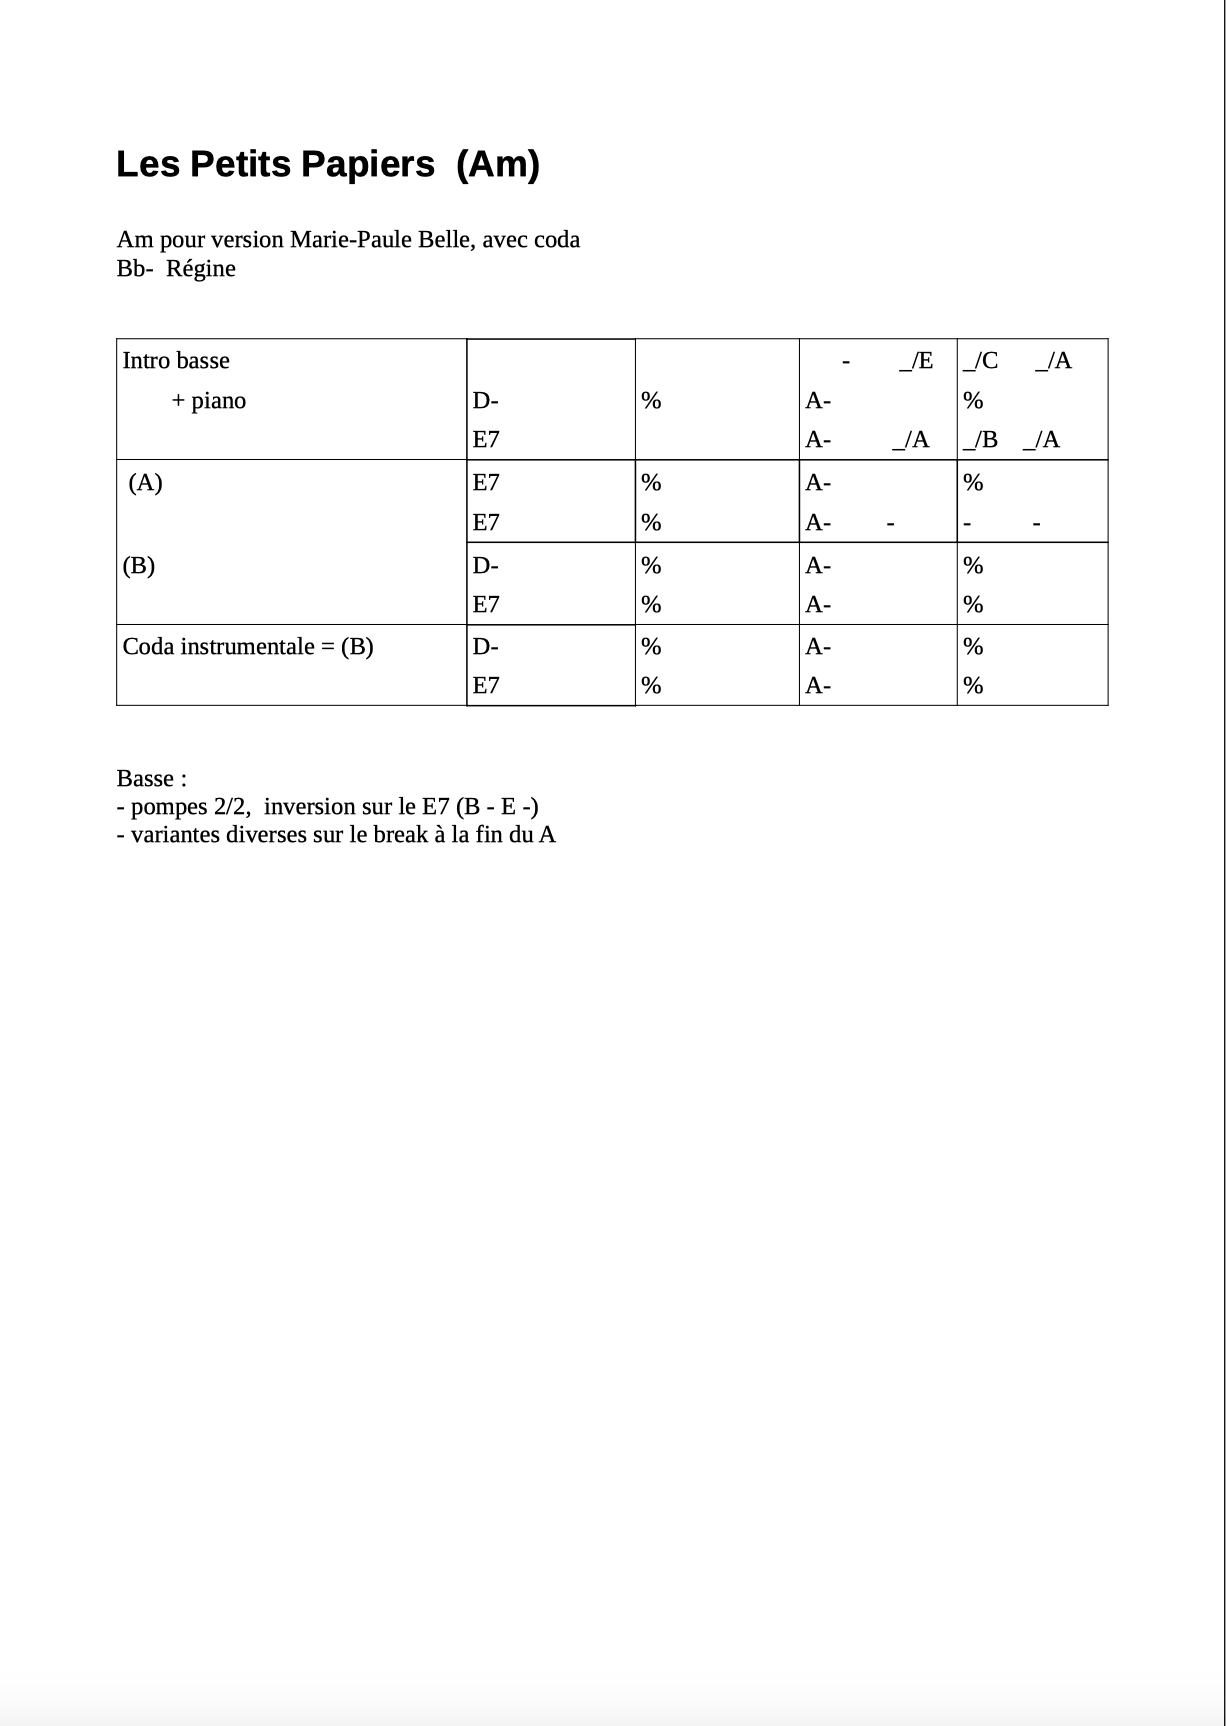 Les Petits Papiers (Am)
Am pour version Marie-Paule Belle, avec coda
Bb- Régine
Intro basse - _/E _/C _/A
+ piano D- % A- %
E7 A- _/A _/B _/A
(A) E7 % A- %
E7 % A- - - -
(B) D- % A- %
E7 % A- %
Coda instrumentale = (B) D- % A- %
E7 % A- %
Basse :
- pompes 2/2, inversion sur le E7 (B - E -)
- variantes diverses sur le break à la fin du A